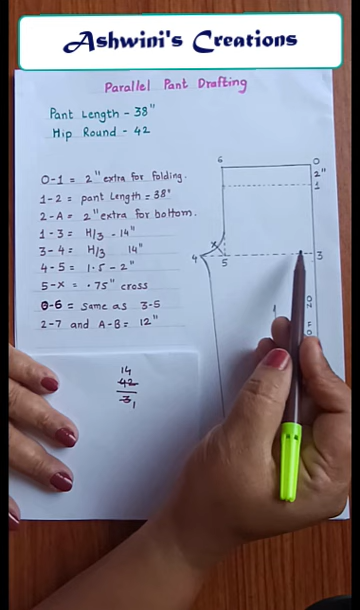 Ashwini's Creations
Parallel Pant Drafting
Pant Length - 38"
Hip Round - 42
0-1 = 2" extra for folding.
1-2 = pant Length = 38"
2-A = 2" extra for bottom.
1-3 = H/3 - 14"
3-4 = H/3 14"
4-5 = 1.5 - 2"
5-x = .75" cross
0-6 = same as 3-5
2-7 and A-B = 12"
14
42
3
1
6
0
2"
1
x
4
5
3
ON FO